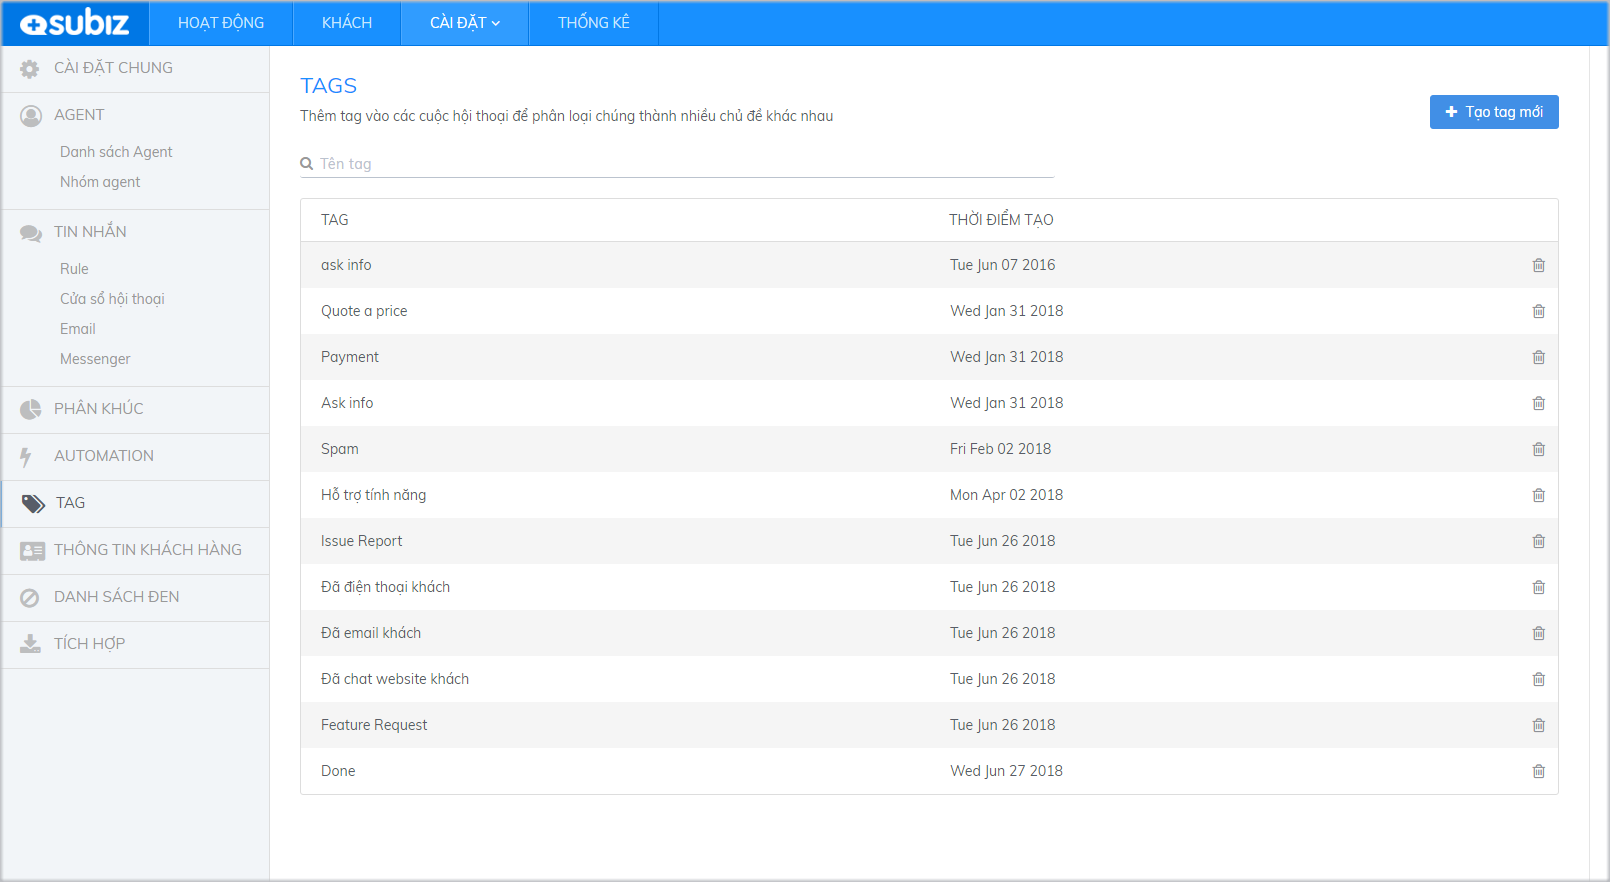 subiz HOẠT ĐỘNG KHÁCH CÀI ĐẶT THỐNG KÊ
CÀI ĐẶT CHUNG
AGENT
Danh sách Agent
Nhóm agent
TIN NHẮN
Rule
Cửa sổ hội thoại
Email
Messenger
PHÂN KHÚC
AUTOMATION
TAG
THÔNG TIN KHÁCH HÀNG
DANH SÁCH ĐEN
TÍCH HỢP
TAGS
Thêm tag vào các cuộc hội thoại để phân loại chúng thành nhiều chủ đề khác nhau
Tạo tag mới
Tên tag
TAG THỜI ĐIỂM TẠO
ask info Tue Jun 07 2016
Quote a price Wed Jan 31 2018
Payment Wed Jan 31 2018
Ask info Wed Jan 31 2018
Spam Fri Feb 02 2018
Hỗ trợ tính năng Mon Apr 02 2018
Issue Report Tue Jun 26 2018
Đã điện thoại khách Tue Jun 26 2018
Đã email khách Tue Jun 26 2018
Đã chat website khách Tue Jun 26 2018
Feature Request Tue Jun 26 2018
Done Wed Jun 27 2018